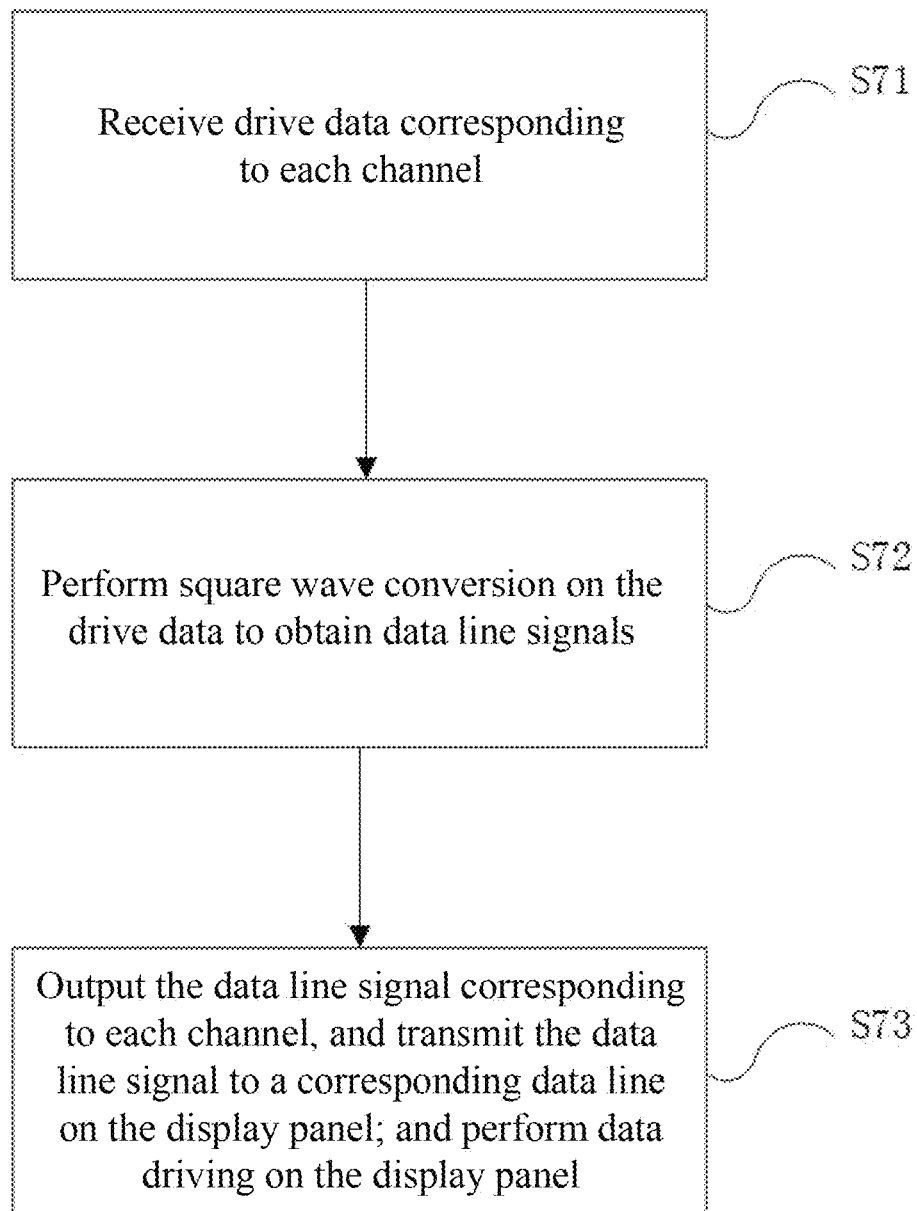 Receive drive data corresponding
to each channel
S71
Perform square wave conversion on the
drive data to obtain data line signals
S72
Output the data line signal corresponding
to each channel, and transmit the data
line signal to a corresponding data line
on the display panel; and perform data
driving on the display panel
S73